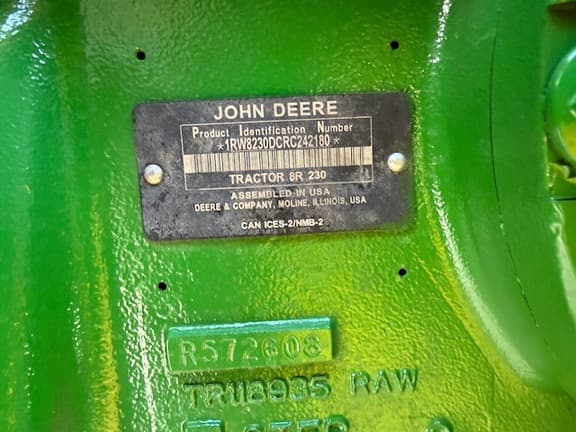 JOHN DEERE
Product Identification Number
*1RW8230DCRC242180*
TRACTOR 8R 230
ASSEMBLED IN USA
DEERE & COMPANY, MOLINE, ILLINOIS, USA
CAN ICES-2/NMB-2
R572608
TR118985 RAW